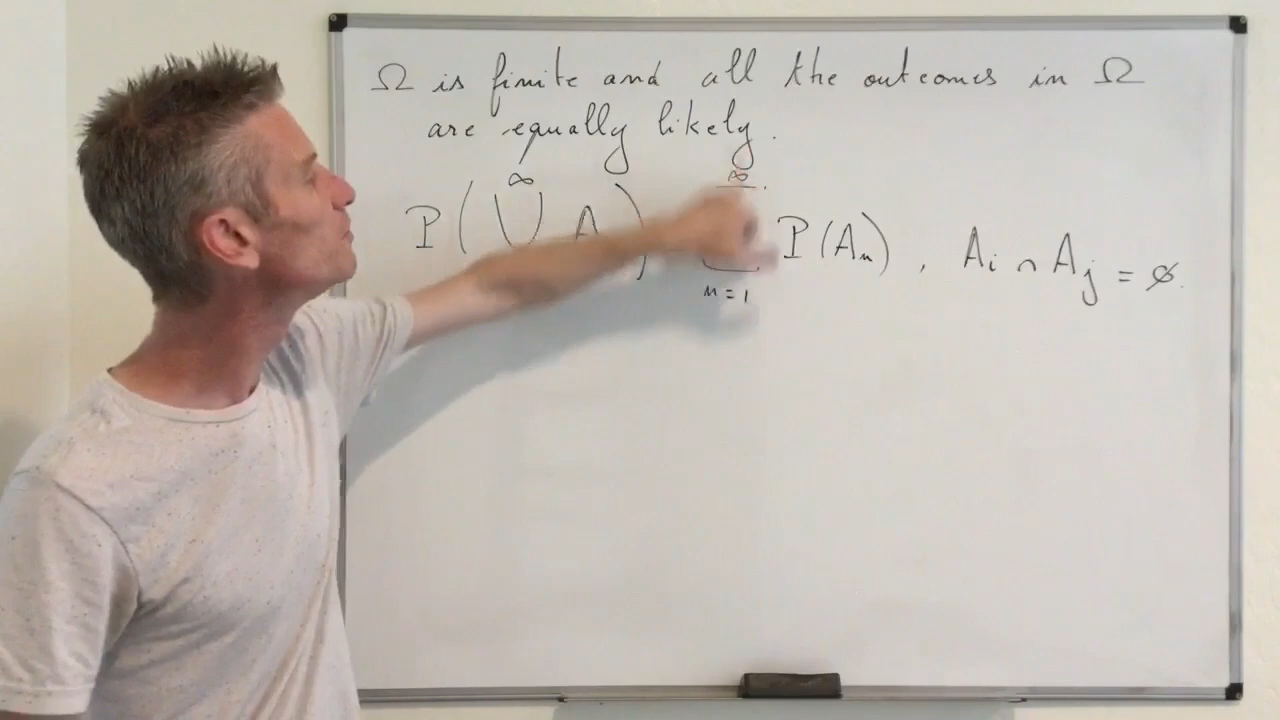 Ω is finite and all the outcomes in Ω
are equally likely.
P(⋃ ∞ A ) ∑ ∞ n=1 P(Aₙ), Aᵢ ∩ Aⱼ = ∅.